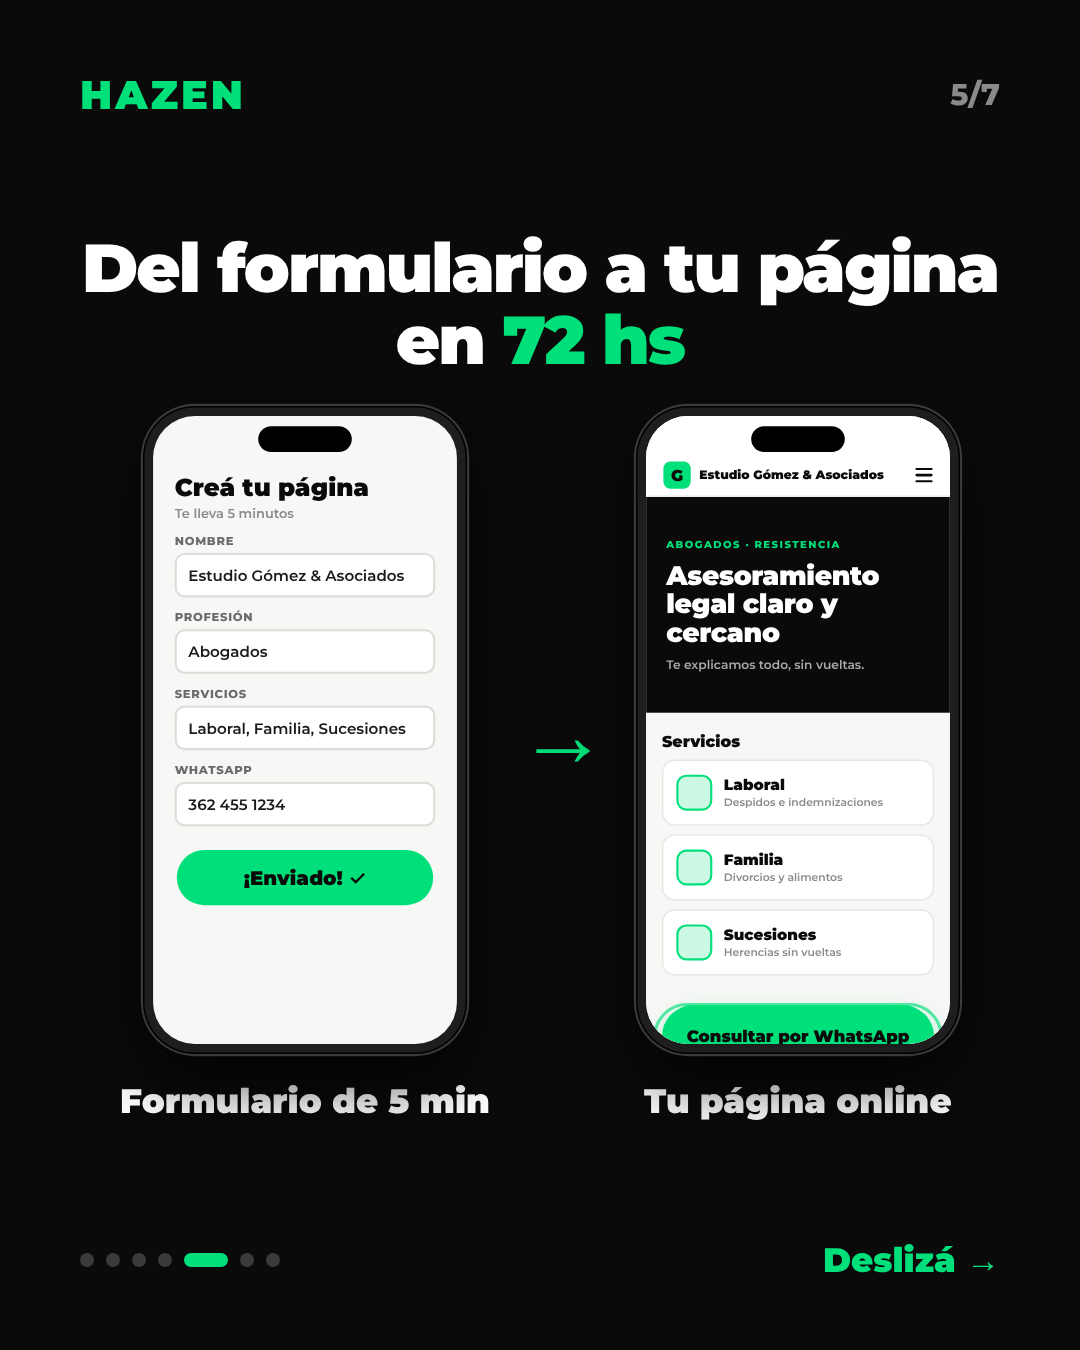 HAZEN
5/7
Del formulario a tu página
en 72 hs
Creá tu página
Te lleva 5 minutos
NOMBRE
Estudio Gómez & Asociados
PROFESIÓN
Abogados
SERVICIOS
Laboral, Familia, Sucesiones
WHATSAPP
362 455 1234
¡Enviado! ✓
→
G Estudio Gómez & Asociados
ABOGADOS · RESISTENCIA
Asesoramiento
legal claro y
cercano
Te explicamos todo, sin vueltas.
Servicios
Laboral
Despidos e indemnizaciones
Familia
Divorcios y alimentos
Sucesiones
Herencias sin vueltas
Consultar por WhatsApp
Formulario de 5 min
Tu página online
Deslizá →